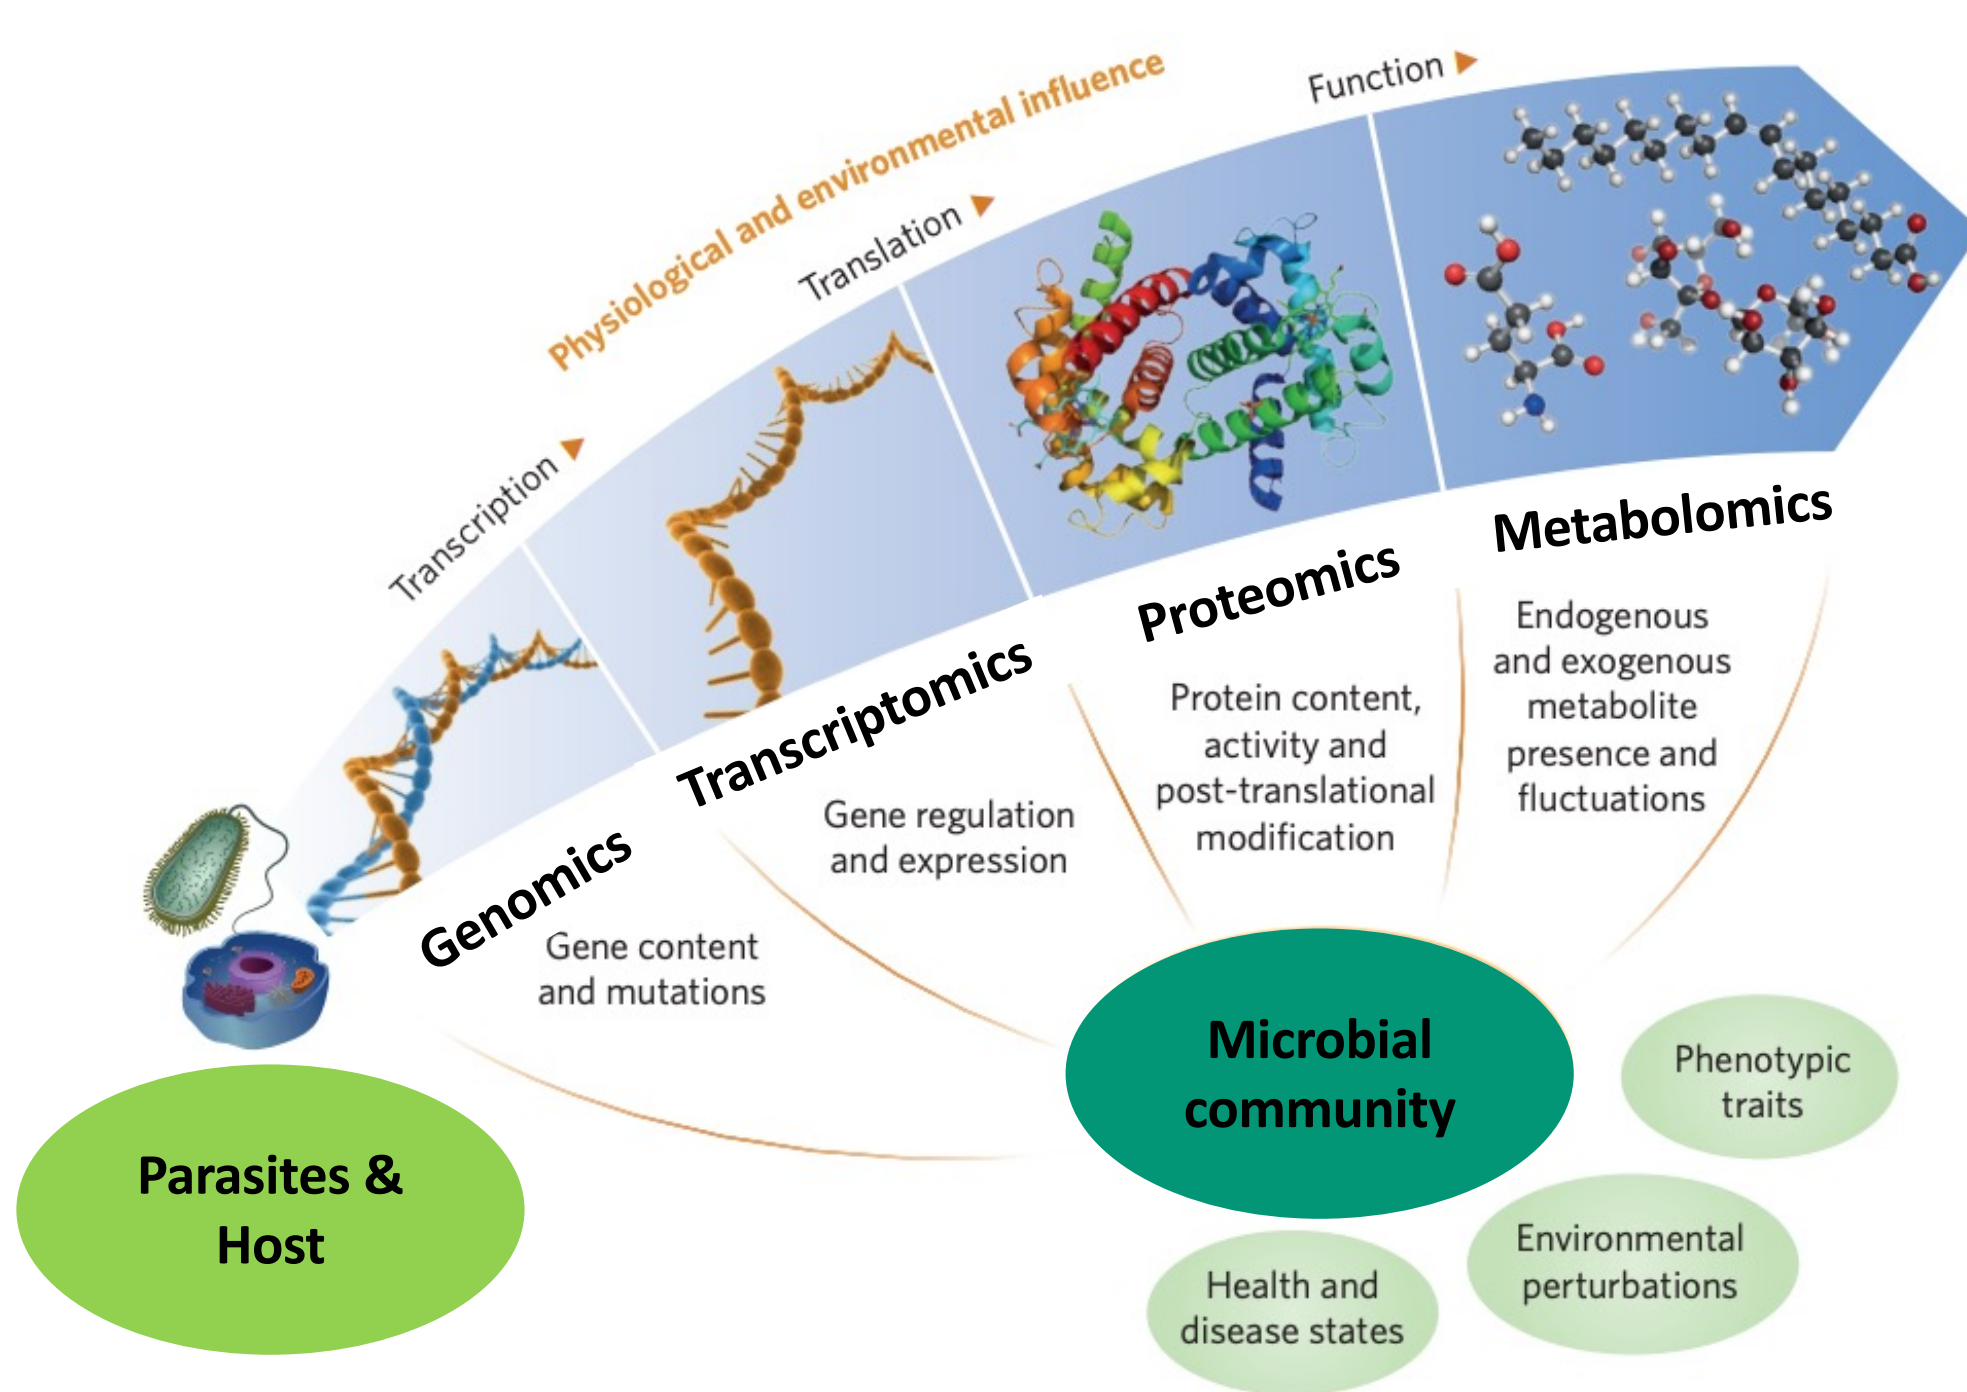 Physiological and environmental influence
Transcription
Translation
Function
Genomics
Gene content
and mutations
Transcriptomics
Gene regulation
and expression
Proteomics
Protein content,
activity and
post-translational
modification
Metabolomics
Endogenous
and exogenous
metabolite
presence and
fluctuations
Parasites &
Host
Microbial
community
Phenotypic
traits
Environmental
perturbations
Health and
disease states